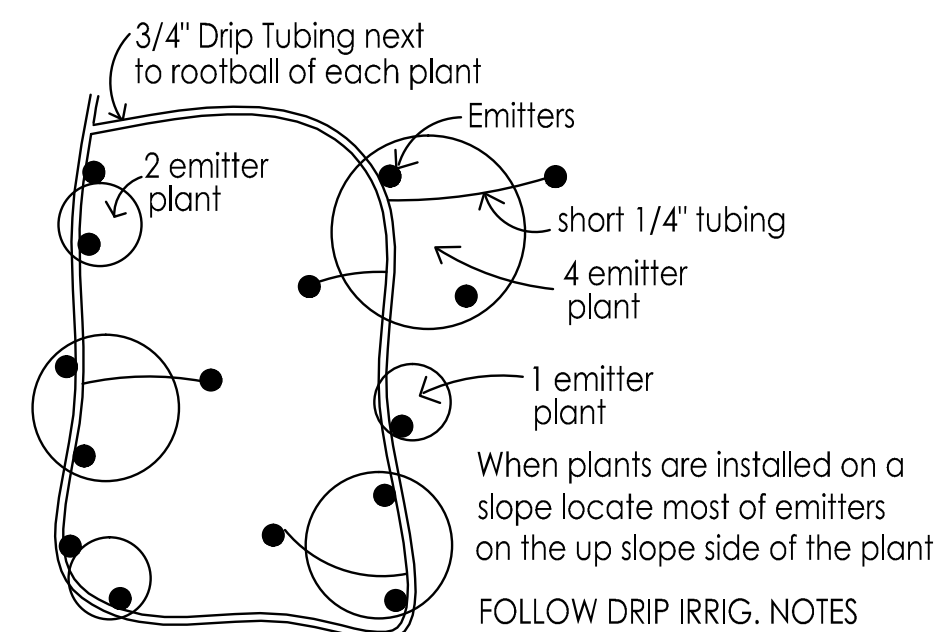 3/4" Drip Tubing next
to rootball of each plant
Emitters
2 emitter
plant
short 1/4" tubing
4 emitter
plant
1 emitter
plant
When plants are installed on a
slope locate most of emitters
on the up slope side of the plant
FOLLOW DRIP IRRIG. NOTES